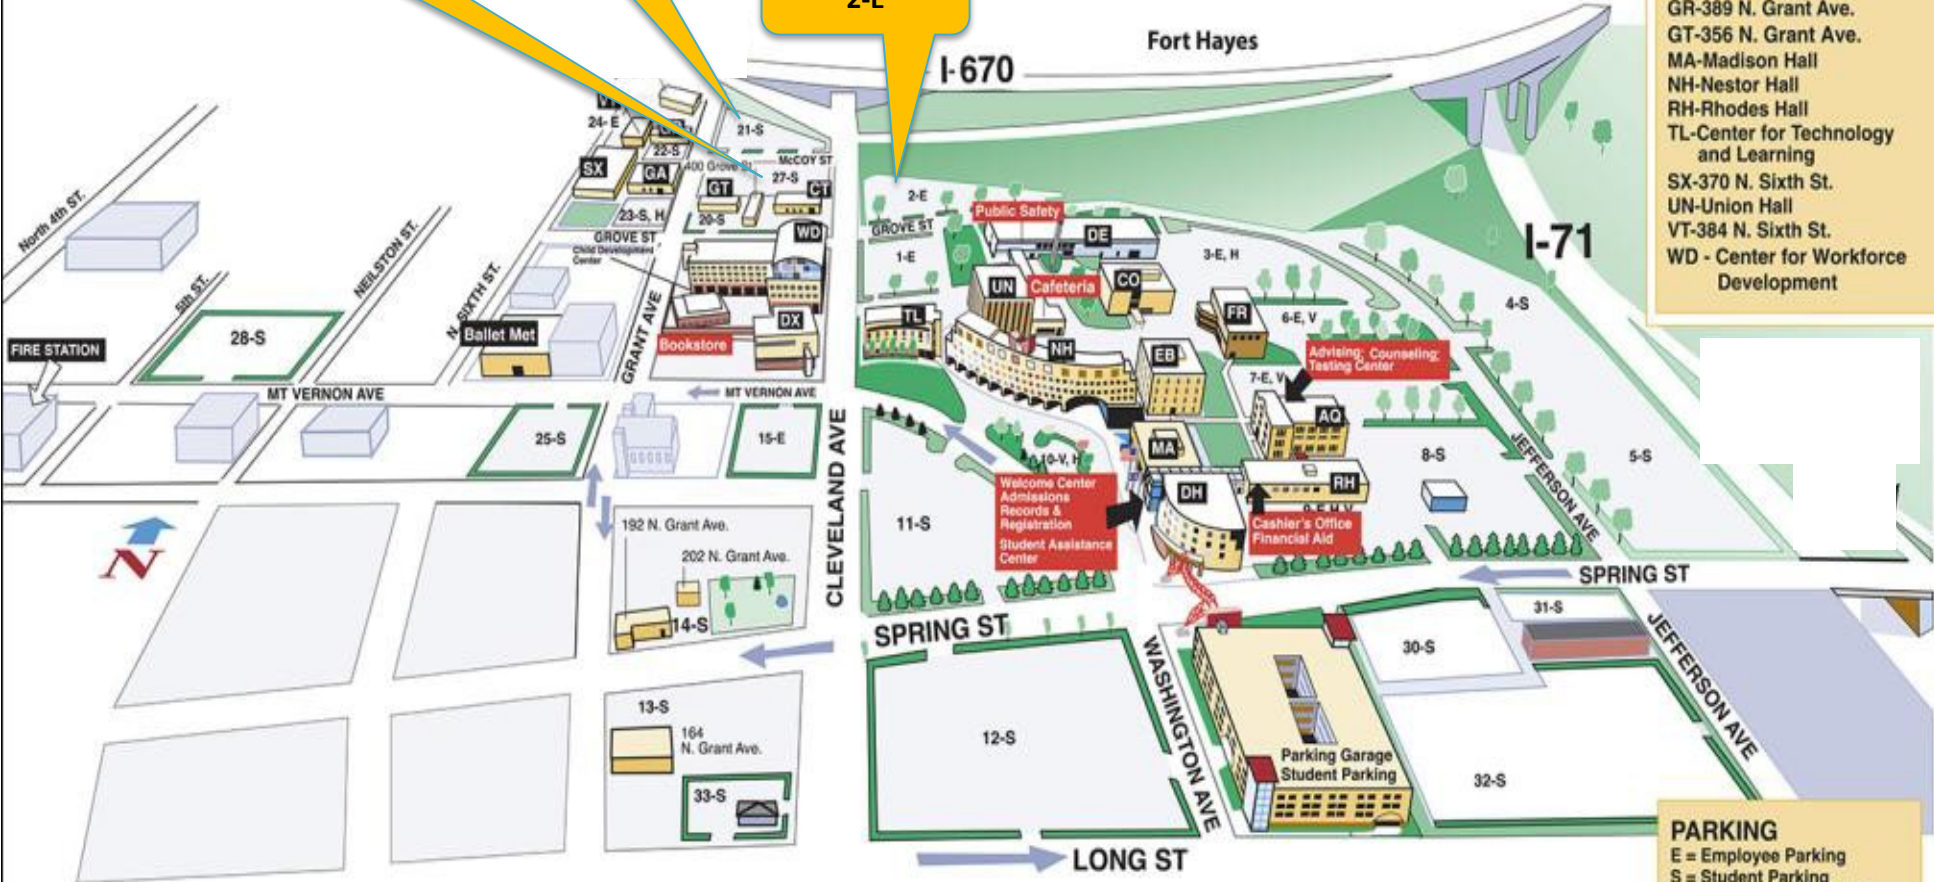 2-E
Fort Hayes
I-670
GR-389 N. Grant Ave.
GT-356 N. Grant Ave.
MA-Madison Hall
NH-Nestor Hall
RH-Rhodes Hall
TL-Center for Technology
and Learning
SX-370 N. Sixth St.
UN-Union Hall
VT-384 N. Sixth St.
WD - Center for Workforce
Development
24-E
22-S
21-S
400 Grove St.
McCOY ST
27-S
SX
GA
GT
CT
23-S, H
20-S
WD
GROVE ST
Child Development
Center
North 4th ST.
5th ST.
NEILSTON ST.
N. SIXTH ST.
GRANT AVE
2-E
GROVE ST
1-E
Public Safety
DE
3-E, H
I-71
UN
Cafeteria
CO
4-S
TL
DX
Bookstore
NH
FR
6-E, V
EB
Advising; Counseling;
Testing Center
7-E, V
FIRE STATION
28-S
Ballet Met
MT VERNON AVE
MT VERNON AVE
25-S
15-E
CLEVELAND AVE
AQ
MA
10-V, H
8-S
5-S
JEFFERSON AVE
Welcome Center
Admissions
Records &
Registration
Student Assistance
Center
DH
RH
Cashier's Office
Financial Aid
11-S
N
192 N. Grant Ave.
202 N. Grant Ave.
14-S
SPRING ST
SPRING ST
31-S
30-S
JEFFERSON AVE
WASHINGTON AVE
13-S
164
N. Grant Ave.
33-S
12-S
Parking Garage
Student Parking
32-S
LONG ST
PARKING
E = Employee Parking
S = Student Parking